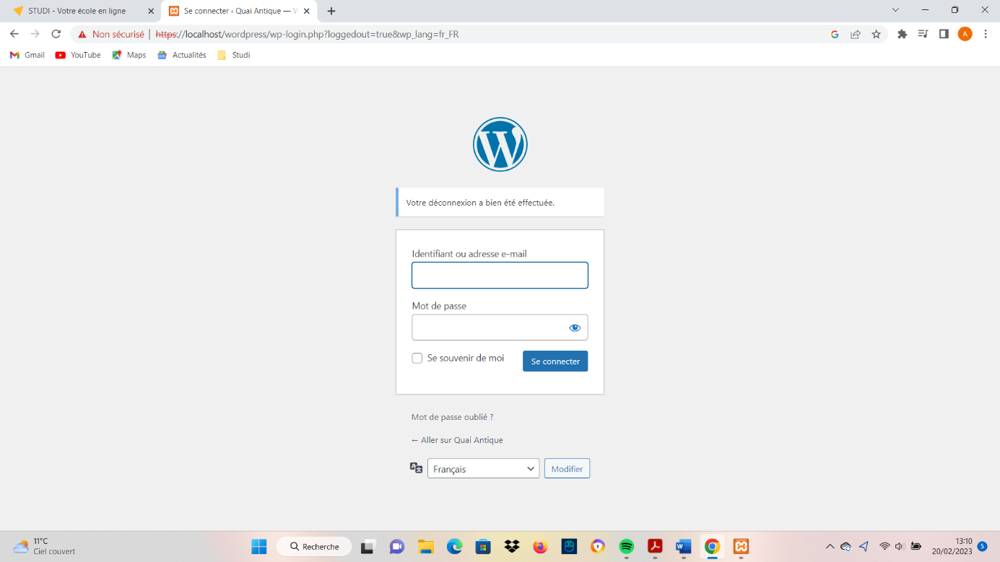 STUDI - Votre école en ligne
Se connecter ‹ Quai Antique —
Non sécurisé
https://localhost/wordpress/wp-login.php?loggedout=true&wp_lang=fr_FR
A
Gmail
YouTube
Maps
Actualités
Studi
Votre déconnexion a bien été effectuée.
Identifiant ou adresse e-mail
Mot de passe
Se souvenir de moi
Se connecter
Mot de passe oublié ?
← Aller sur Quai Antique
Français
Modifier
11°C
Ciel couvert
Recherche
13:10
20/02/2023
5